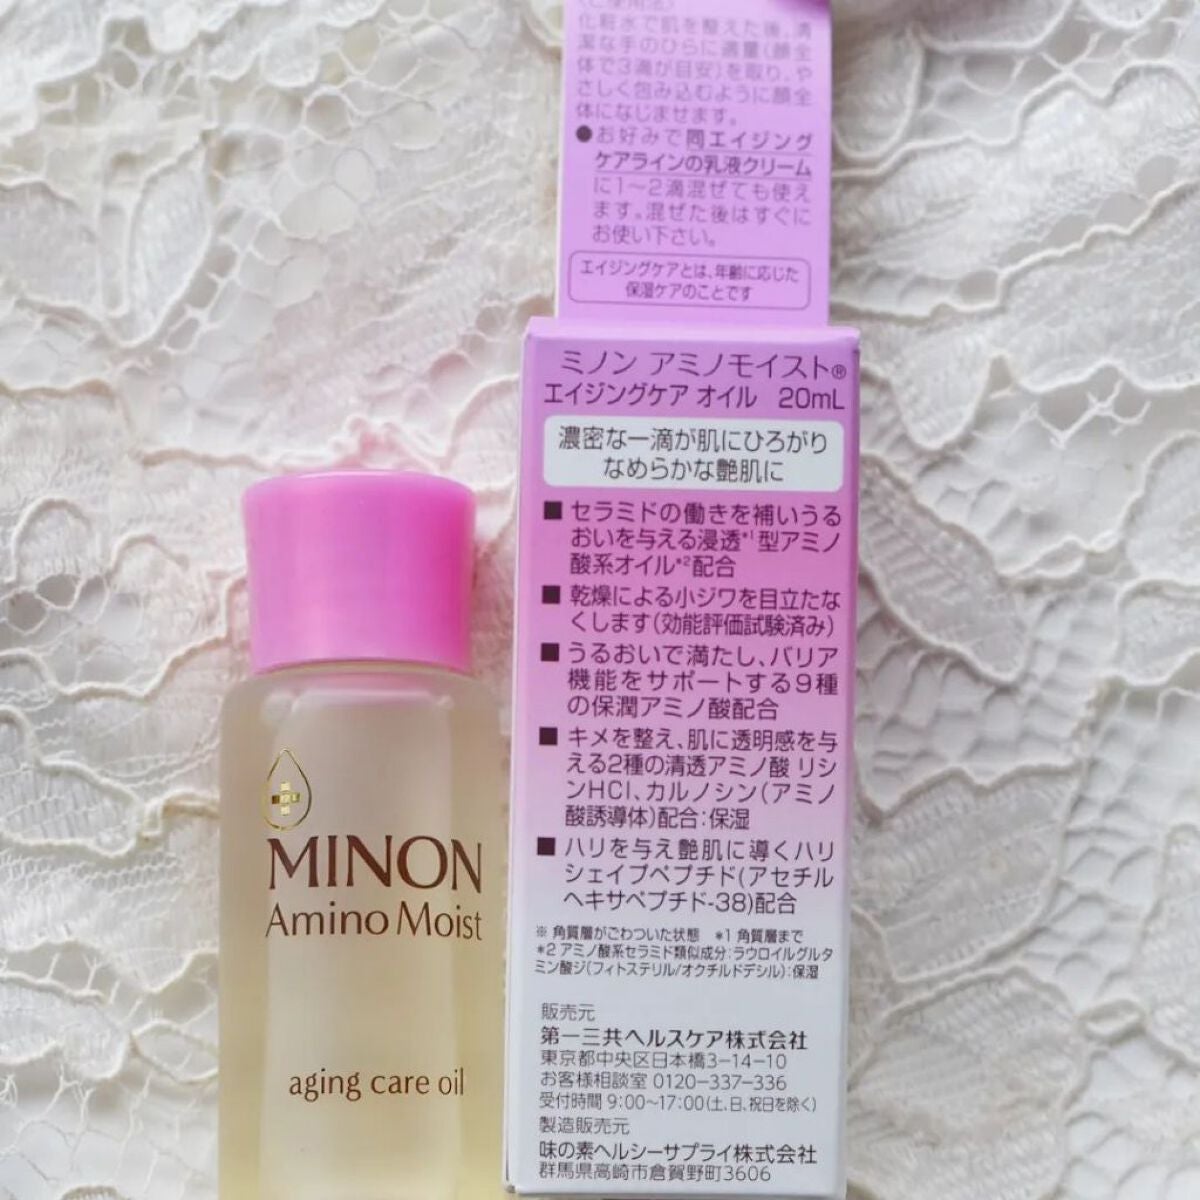 化粧水で肌を整えた後、清
潔な手のひらに適量(顔全
体で3滴が目安)を取り、や
さしく包み込むように顔全
体になじませます。
●お好みで同エイジング
ケアラインの乳液クリーム
に1〜2滴混ぜても使え
ます。混ぜた後はすぐに
お使い下さい。
エイジングケアとは、年齢に応じた
保湿ケアのことです
ミノン アミノモイスト®
エイジングケア オイル 20mL
濃密な一滴が肌にひろがり
なめらかな艶肌に
■ セラミドの働きを補いうる
おいを与える浸透*1型アミノ
酸系オイル*2配合
■ 乾燥による小ジワを目立たな
くします(効能評価試験済み)
■ うるおいで満たし、バリア
機能をサポートする9種
の保潤アミノ酸配合
■ キメを整え、肌に透明感を与
える2種の清透アミノ酸 リシ
ンHCl、カルノシン(アミノ
酸誘導体)配合:保湿
■ ハリを与え艶肌に導くハリ
シェイプペプチド(アセチル
ヘキサペプチド-38)配合
※ 角質層がごわついた状態 *1 角質層まで
*2 アミノ酸系セラミド類似成分:ラウロイルグルタ
ミン酸ジ(フィトステリル/オクチルドデシル):保湿
販売元
第一三共ヘルスケア株式会社
東京都中央区日本橋3-14-10
お客様相談室 0120-337-336
受付時間 9:00〜17:00(土、日、祝日を除く)
製造販売元
味の素ヘルシーサプライ株式会社
群馬県高崎市倉賀野町3606
MINON
Amino Moist
aging care oil